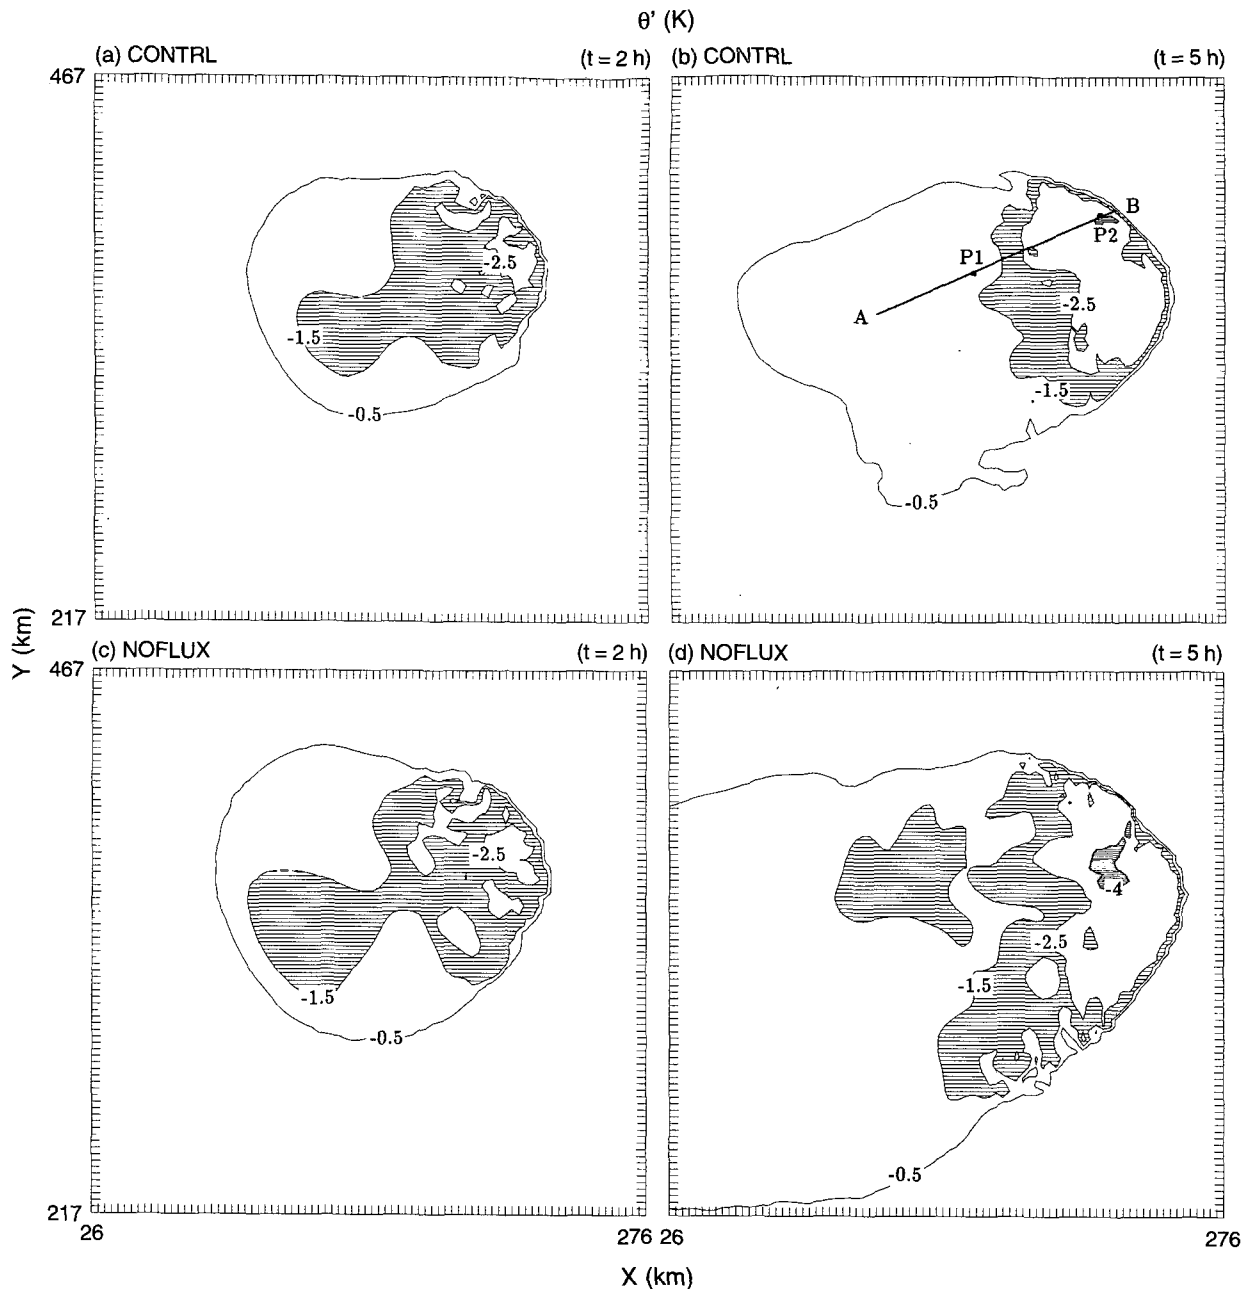 θ' (K)
(a) CONTRL (t = 2 h)
(b) CONTRL (t = 5 h)
467
-2.5
-1.5
-0.5
B
P2
P1
A
-2.5
-1.5
-0.5
217
Y (km)
(c) NOFLUX (t = 2 h)
(d) NOFLUX (t = 5 h)
467
-2.5
-1.5
-0.5
-4
-2.5
-1.5
-0.5
217
26 276 26 276
X (km)